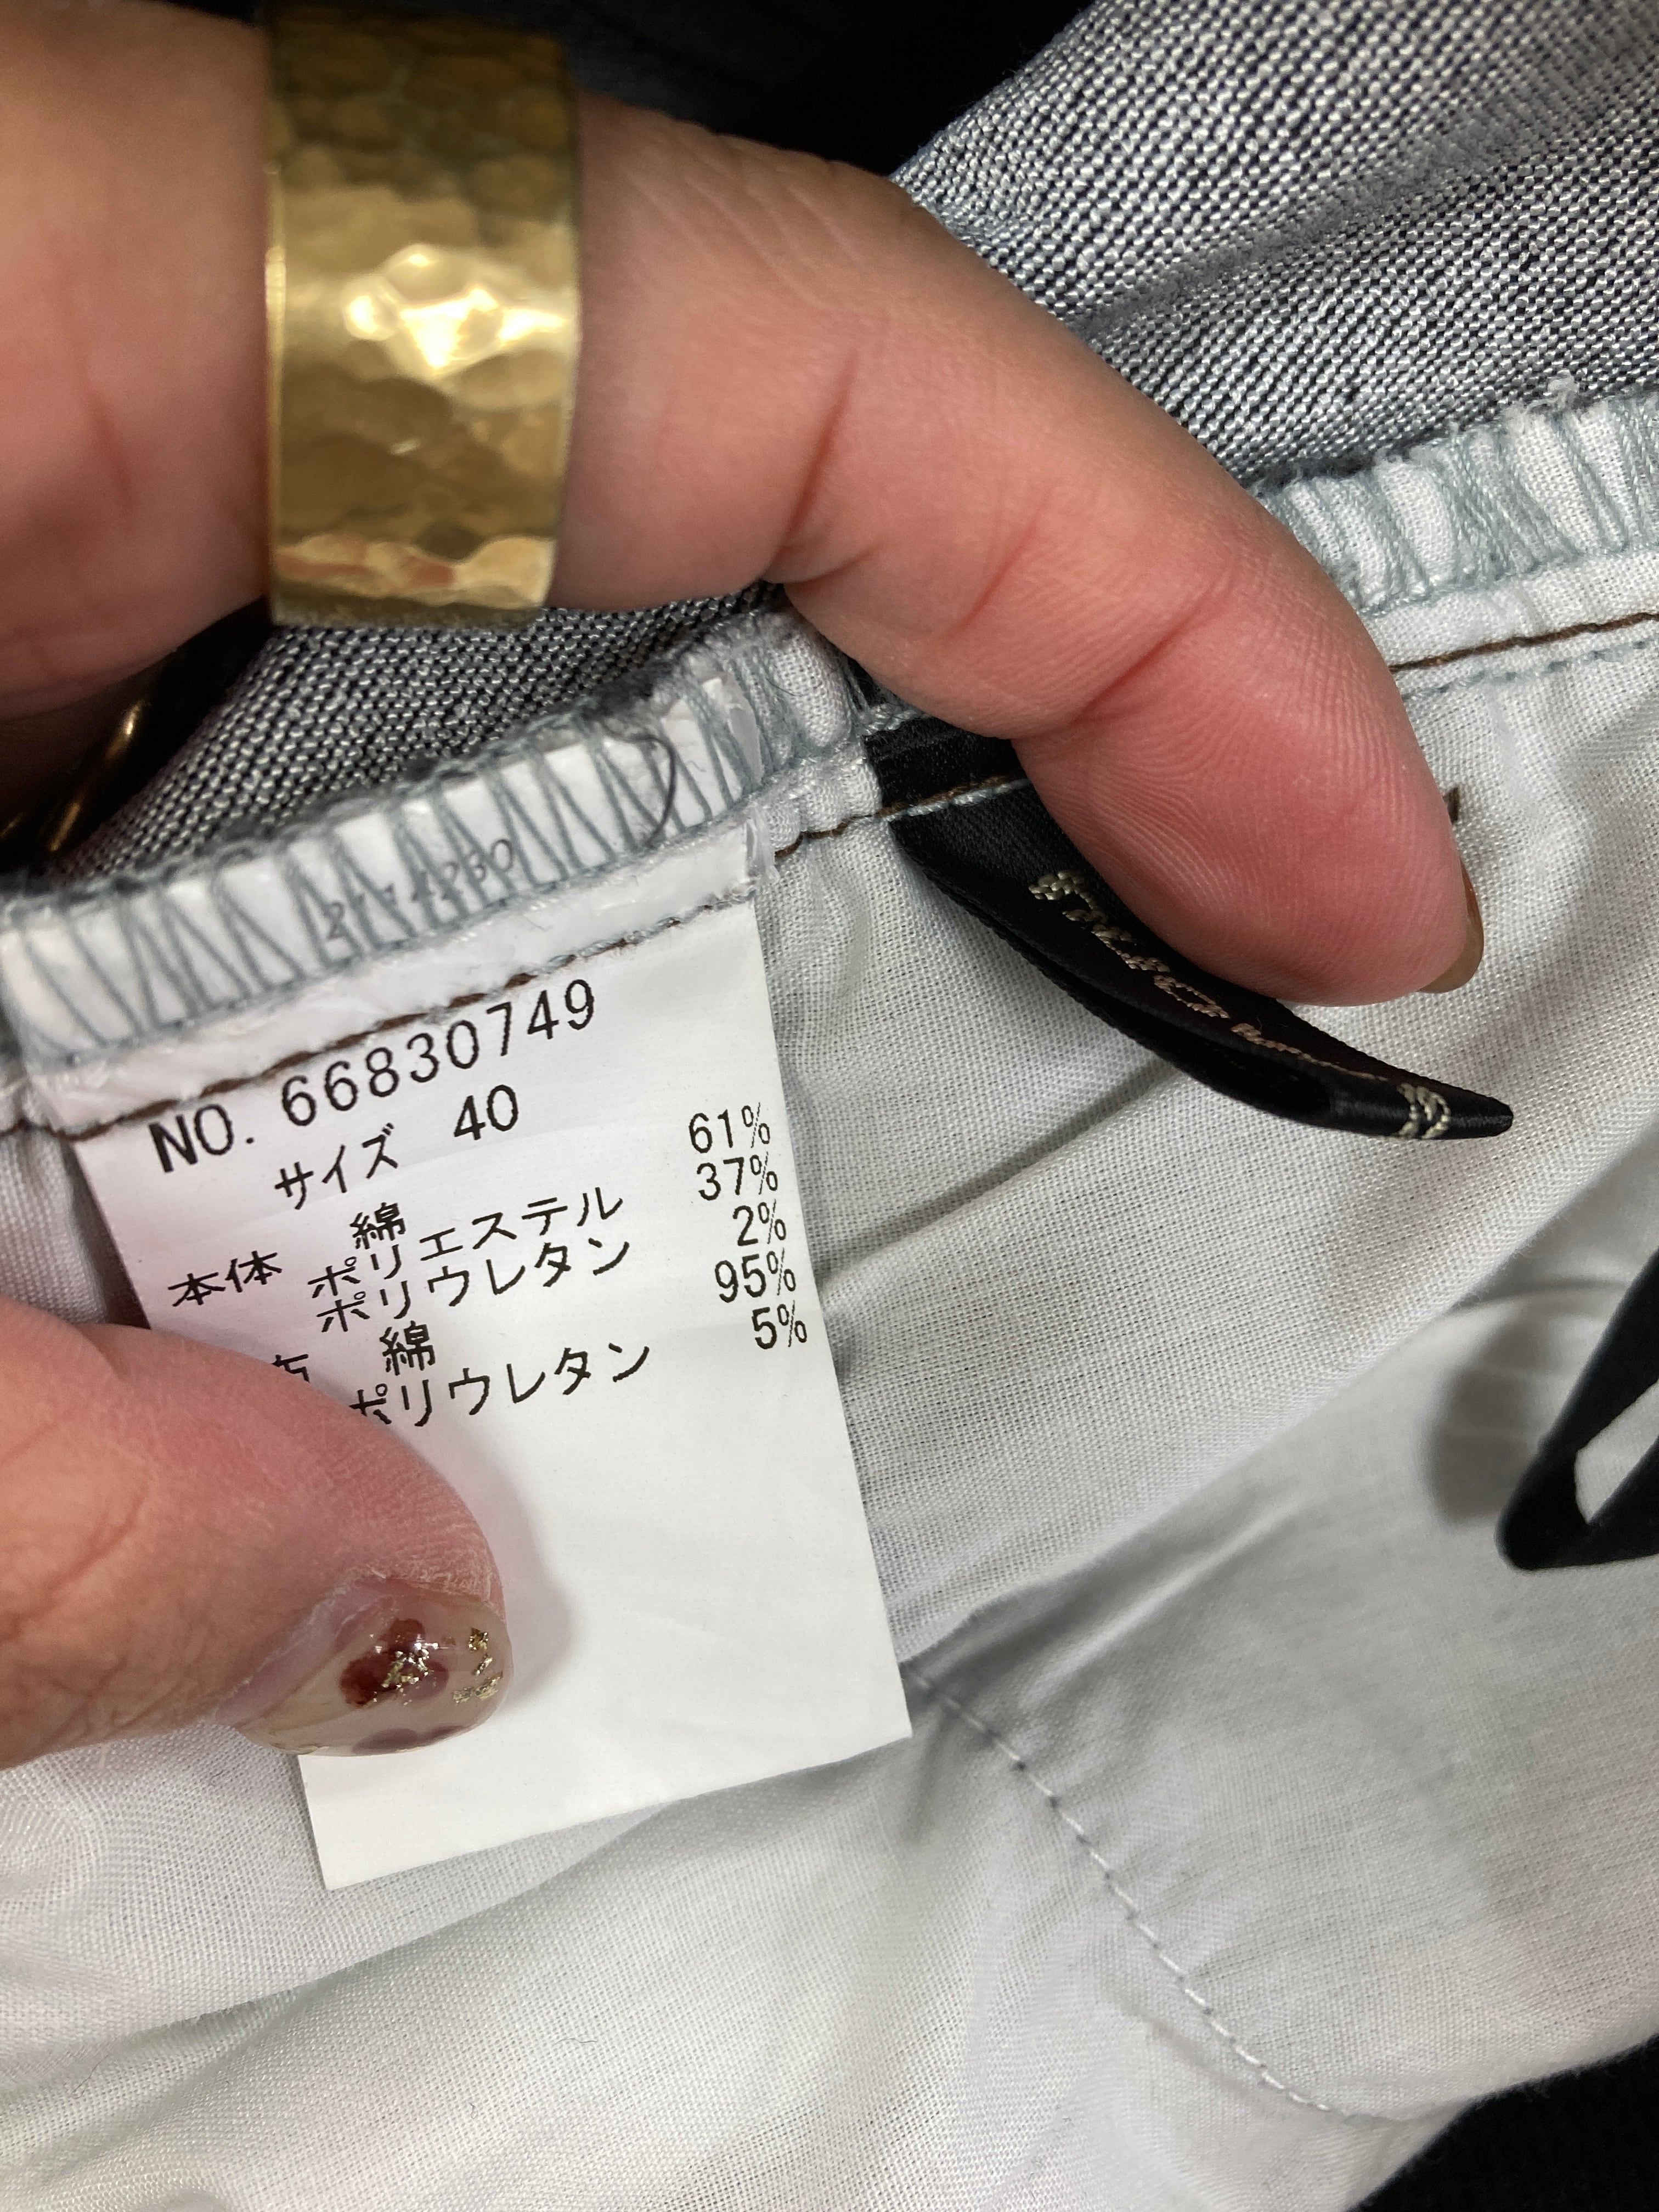 NO. 66830749
サイズ 40
綿 61%
本体 ポリエステル 37%
ポリウレタン 2%
布 綿 95%
ポリウレタン 5%